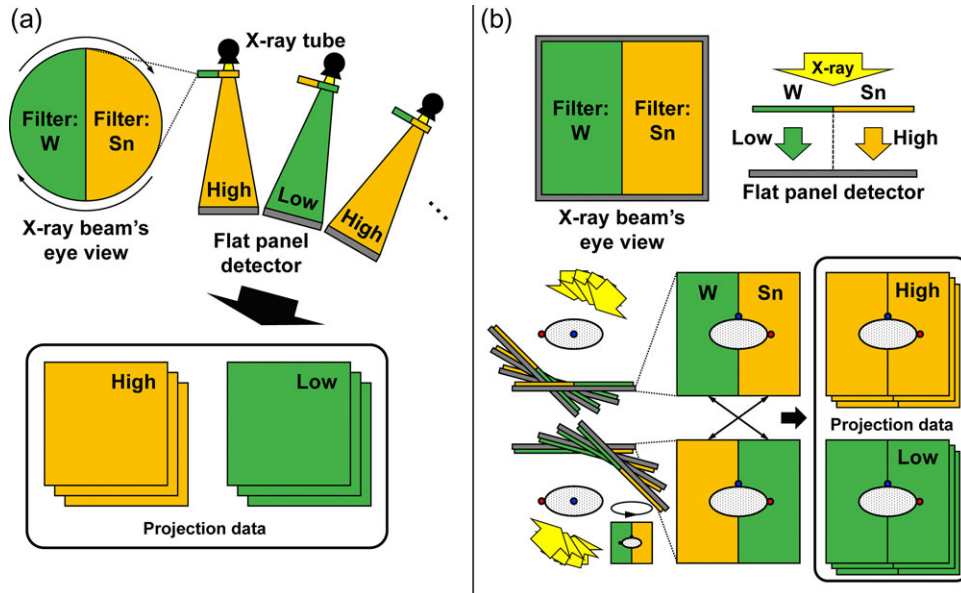 (a)
X-ray tube
Filter:
W
Filter:
Sn
High
Low
High
...
X-ray beam's
eye view
Flat panel
detector
High
Low
Projection data
(b)
Filter:
W
Filter:
Sn
X-ray beam's
eye view
X-ray
W
Sn
Low
High
Flat panel detector
W
Sn
High
Projection data
Low